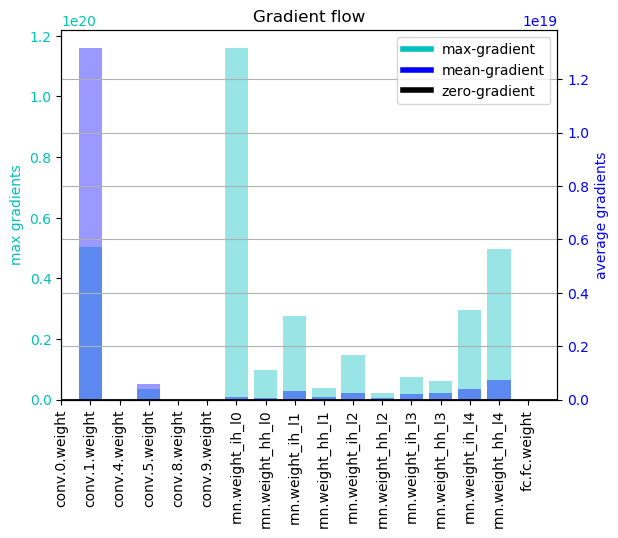 Gradient flow
1e20
1e19
max-gradient
mean-gradient
zero-gradient
1.2
1.0
0.8
0.6
0.4
0.2
0.0
max gradients
1.2
1.0
0.8
0.6
0.4
0.2
0.0
average gradients
conv.0.weight
conv.1.weight
conv.4.weight
conv.5.weight
conv.8.weight
conv.9.weight
rnn.weight_ih_l0
rnn.weight_hh_l0
rnn.weight_ih_l1
rnn.weight_hh_l1
rnn.weight_ih_l2
rnn.weight_hh_l2
rnn.weight_ih_l3
rnn.weight_hh_l3
rnn.weight_ih_l4
rnn.weight_hh_l4
fc.fc.weight